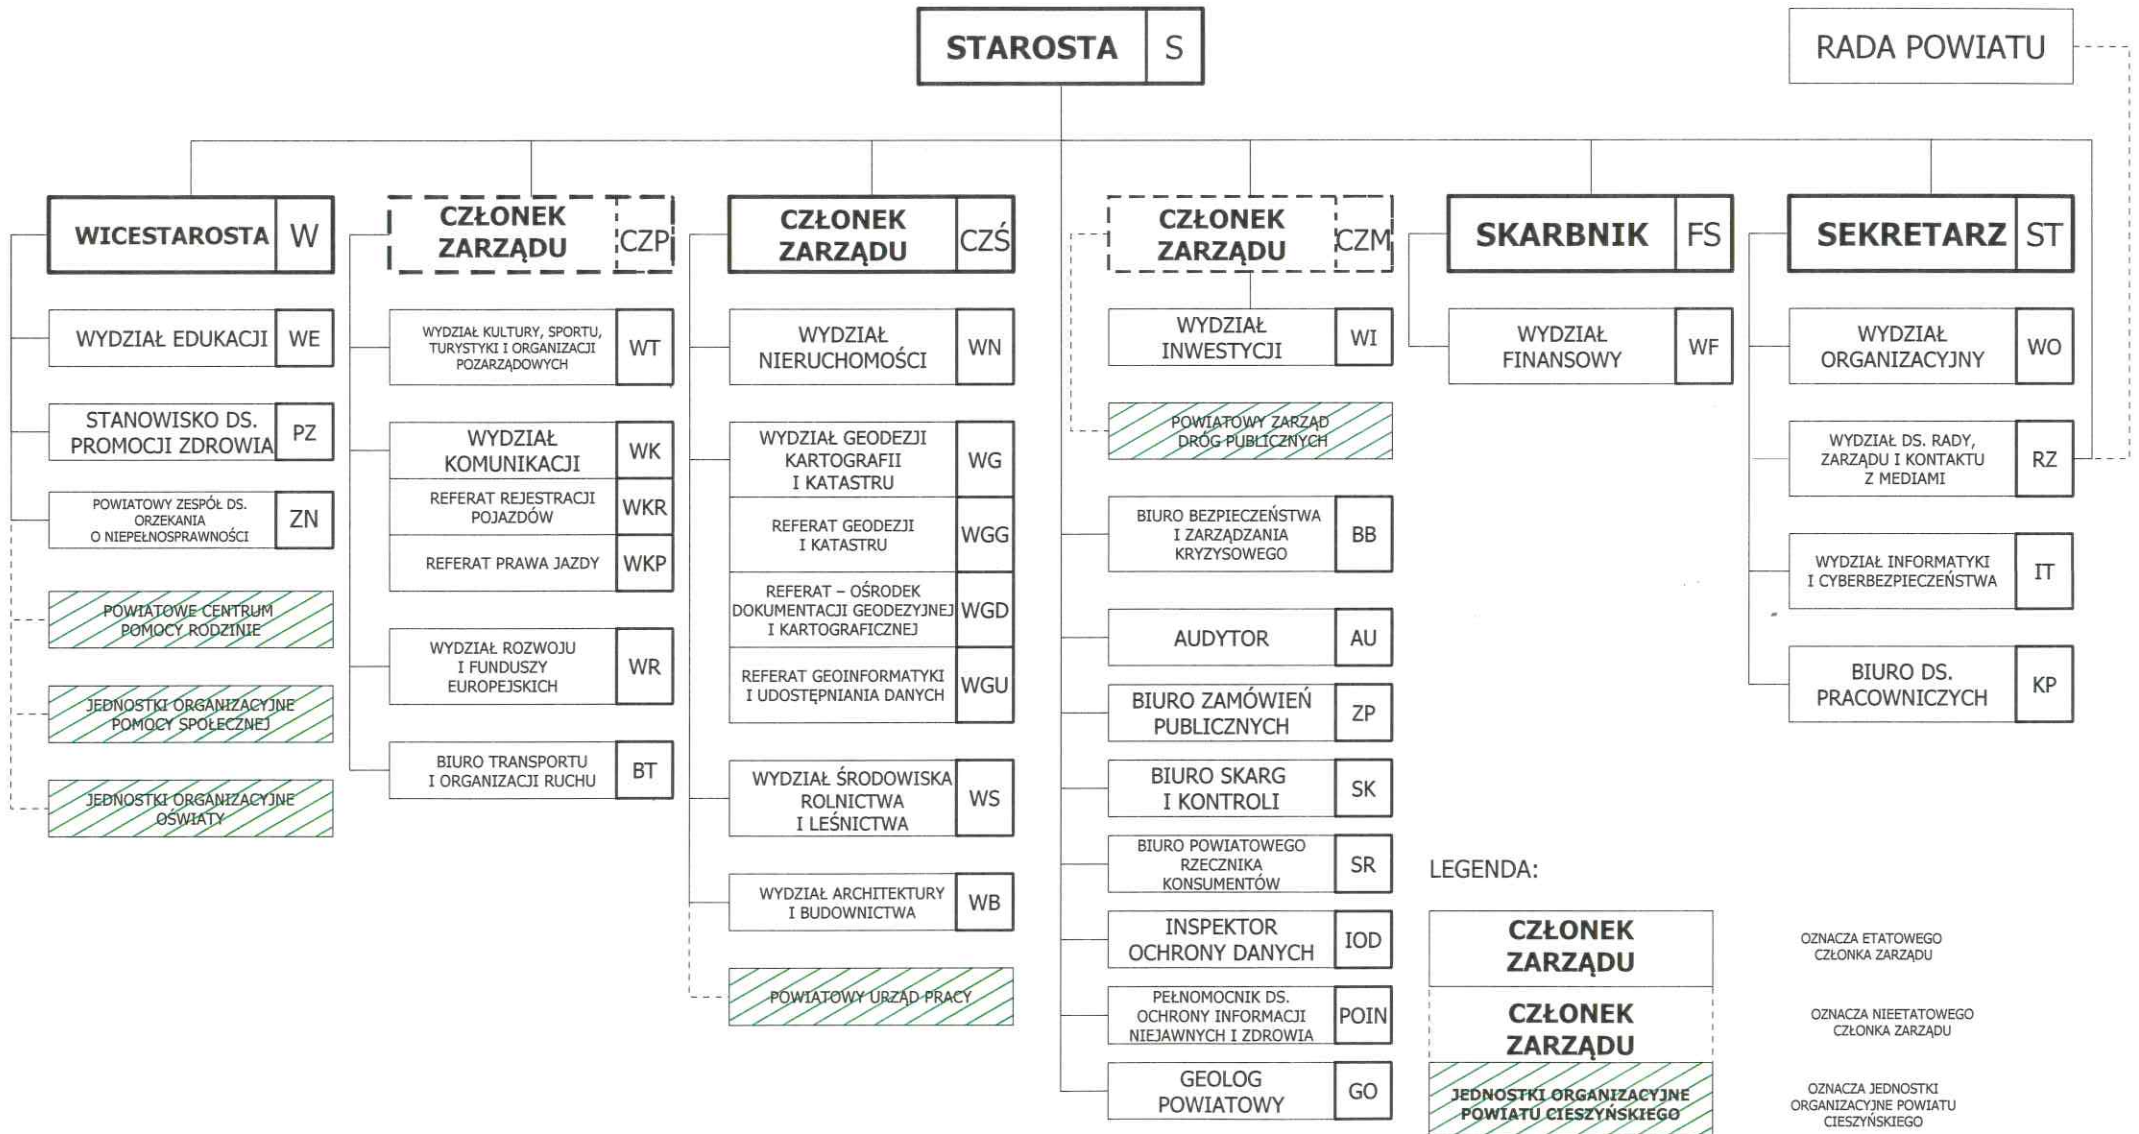 STAROSTA S
RADA POWIATU
WICESTAROSTA W
CZŁONEK
ZARZĄDU
CZP
CZŁONEK
ZARZĄDU
CZŚ
CZŁONEK
ZARZĄDU
CZM
SKARBNIK FS
SEKRETARZ ST
WYDZIAŁ EDUKACJI WE
STANOWISKO DS.
PROMOCJI ZDROWIA
PZ
POWIATOWY ZESPÓŁ DS.
ORZEKANIA
O NIEPEŁNOSPRAWNOŚCI
ZN
POWIATOWE CENTRUM
POMOCY RODZINIE
JEDNOSTKI ORGANIZACYJNE
POMOCY SPOŁECZNEJ
JEDNOSTKI ORGANIZACYJNE
OŚWIATY
WYDZIAŁ KULTURY, SPORTU,
TURYSTYKI I ORGANIZACJI
POZARZĄDOWYCH
WT
WYDZIAŁ
KOMUNIKACJI
WK
REFERAT REJESTRACJI
POJAZDÓW
WKR
REFERAT PRAWA JAZDY WKP
WYDZIAŁ ROZWOJU
I FUNDUSZY
EUROPEJSKICH
WR
BIURO TRANSPORTU
I ORGANIZACJI RUCHU
BT
WYDZIAŁ
NIERUCHOMOŚCI
WN
WYDZIAŁ GEODEZJI
KARTOGRAFII
I KATASTRU
WG
REFERAT GEODEZJI
I KATASTRU
WGG
REFERAT – OŚRODEK
DOKUMENTACJI GEODEZYJNEJ
I KARTOGRAFICZNEJ
WGD
REFERAT GEOINFORMATYKI
I UDOSTĘPNIANIA DANYCH
WGU
WYDZIAŁ ŚRODOWISKA
ROLNICTWA
I LEŚNICTWA
WS
WYDZIAŁ ARCHITEKTURY
I BUDOWNICTWA
WB
POWIATOWY URZĄD PRACY
WYDZIAŁ
INWESTYCJI
WI
POWIATOWY ZARZĄD
DRÓG PUBLICZNYCH
BIURO BEZPIECZEŃSTWA
I ZARZĄDZANIA
KRYZYSOWEGO
BB
AUDYTOR AU
BIURO ZAMÓWIEŃ
PUBLICZNYCH
ZP
BIURO SKARG
I KONTROLI
SK
BIURO POWIATOWEGO
RZECZNIKA
KONSUMENTÓW
SR
INSPEKTOR
OCHRONY DANYCH
IOD
PEŁNOMOCNIK DS.
OCHRONY INFORMACJI
NIEJAWNYCH I ZDROWIA
POIN
GEOLOG
POWIATOWY
GO
WYDZIAŁ
FINANSOWY
WF
WYDZIAŁ
ORGANIZACYJNY
WO
WYDZIAŁ DS. RADY,
ZARZĄDU I KONTAKTU
Z MEDIAMI
RZ
WYDZIAŁ INFORMATYKI
I CYBERBEZPIECZEŃSTWA
IT
BIURO DS.
PRACOWNICZYCH
KP
LEGENDA:
CZŁONEK
ZARZĄDU
OZNACZA ETATOWEGO
CZŁONKA ZARZĄDU
CZŁONEK
ZARZĄDU
OZNACZA NIEETATOWEGO
CZŁONKA ZARZĄDU
JEDNOSTKI ORGANIZACYJNE
POWIATU CIESZYŃSKIEGO
OZNACZA JEDNOSTKI
ORGANIZACYJNE POWIATU
CIESZYŃSKIEGO